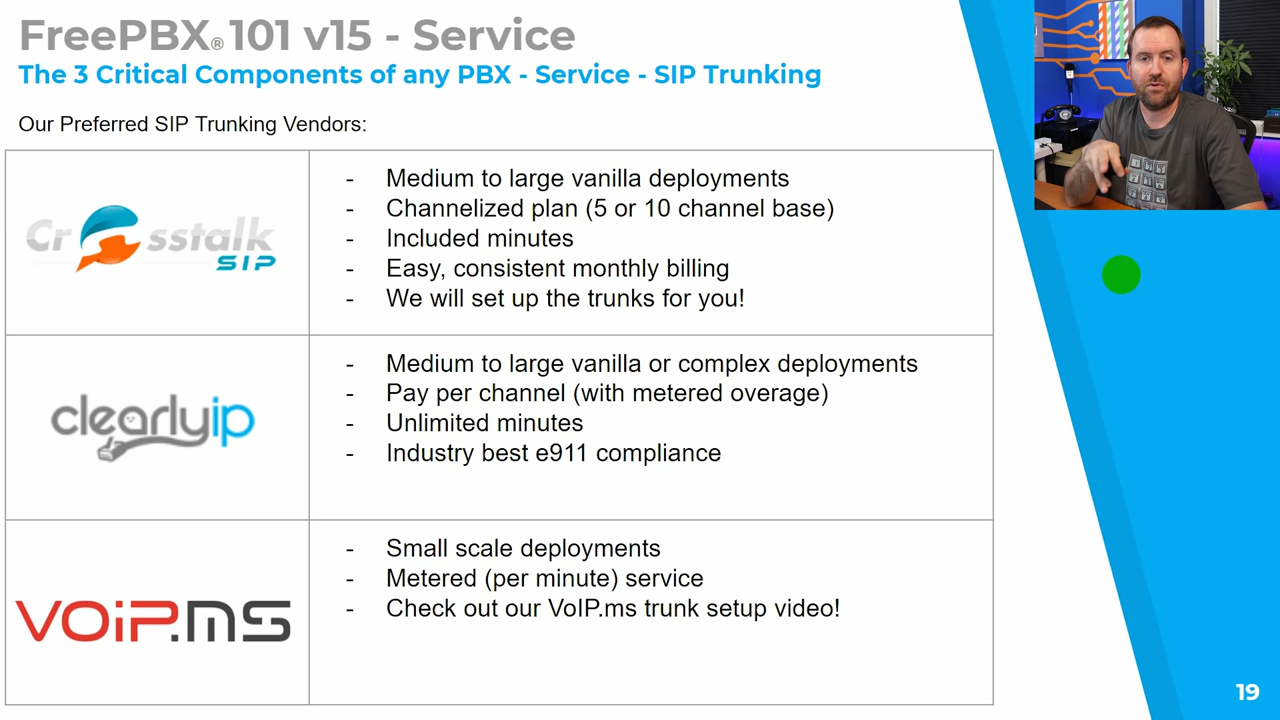 FreePBX® 101 v15 - Service
The 3 Critical Components of any PBX - Service - SIP Trunking
Our Preferred SIP Trunking Vendors:
Crosstalk
SIP
- Medium to large vanilla deployments
- Channelized plan (5 or 10 channel base)
- Included minutes
- Easy, consistent monthly billing
- We will set up the trunks for you!
clearlyip
- Medium to large vanilla or complex deployments
- Pay per channel (with metered overage)
- Unlimited minutes
- Industry best e911 compliance
VOiP.MS
- Small scale deployments
- Metered (per minute) service
- Check out our VoIP.ms trunk setup video!
19